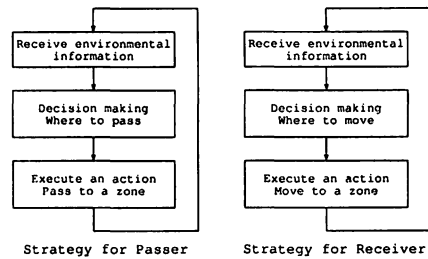 Receive environmental
information
Decision making
Where to pass
Execute an action
Pass to a zone
Strategy for Passer
Receive environmental
information
Decision making
Where to move
Execute an action
Move to a zone
Strategy for Receiver